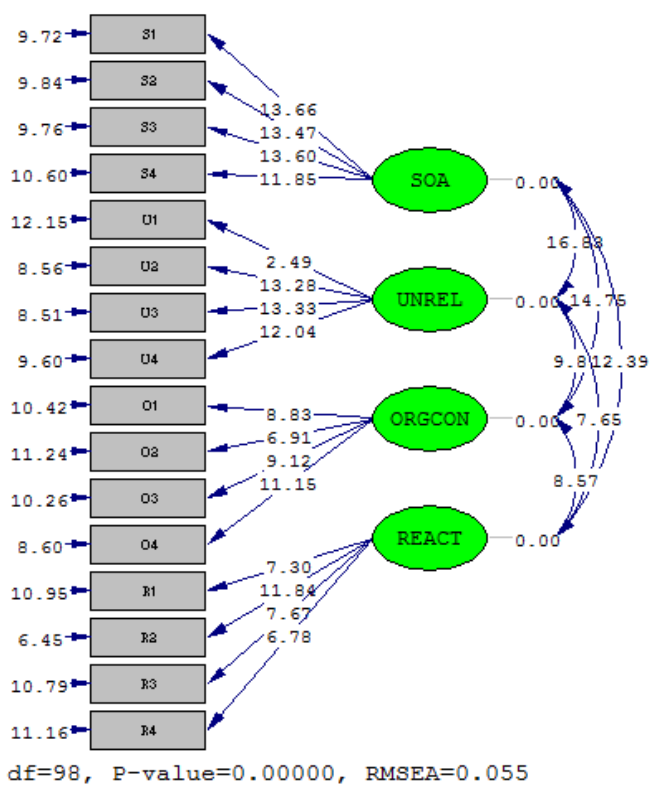 9.72 S1
9.84 S2
13.66
13.47
9.76 S3
13.60
10.60 S4
11.85
SOA 0.00
12.15 U1
16.88
2.49
8.56 U2
13.28
UNREL 0.00 14.75
8.51 U3
13.33
12.04
9.60 U4
9.8 12.39
10.42 O1
8.83
ORGCON 0.00 7.65
11.24 O2
6.91
9.12
10.26 O3
11.15
8.57
8.60 O4
REACT 0.00
7.30
10.95 R1
11.84
7.67
6.45 R2
6.78
10.79 R3
11.16 R4
df=98, P-value=0.00000, RMSEA=0.055